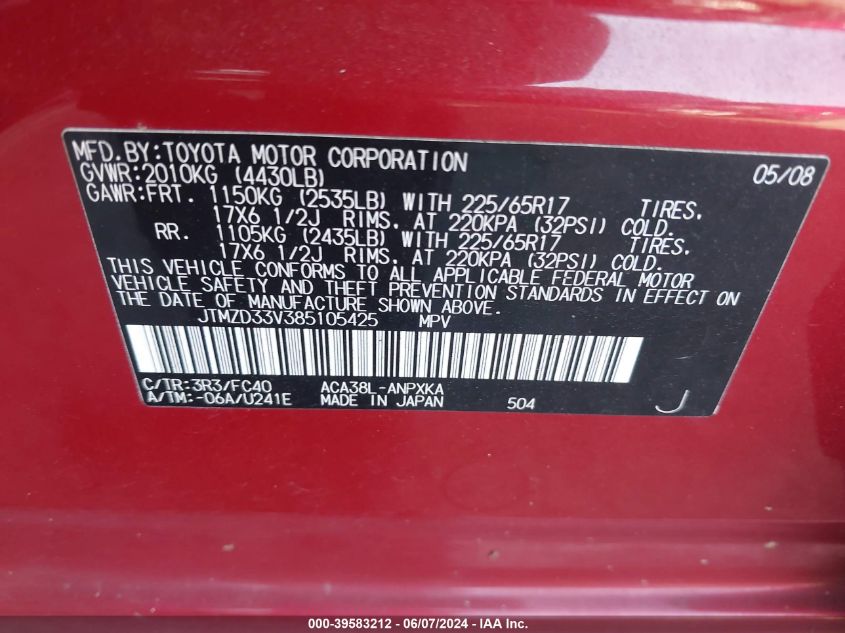 MFD.BY:TOYOTA MOTOR CORPORATION 05/08
GVWR:2010KG (4430LB)
GAWR:FRT. 1150KG (2535LB) WITH 225/65R17 TIRES.
17X6 1/2J RIMS. AT 220KPA (32PSI) COLD.
RR. 1105KG (2435LB) WITH 225/65R17 TIRES.
17X6 1/2J RIMS. AT 220KPA (32PSI) COLD.
THIS VEHICLE CONFORMS TO ALL APPLICABLE FEDERAL MOTOR
VEHICLE SAFETY AND THEFT PREVENTION STANDARDS IN EFFECT ON
THE DATE OF MANUFACTURE SHOWN ABOVE.
JTMZD33V385105425 MPV
C/TR:3R3/FC40 ACA38L-ANPXKA
A/TM:-06A/U241E MADE IN JAPAN 504 J
000-39583212 - 06/07/2024 - IAA Inc.